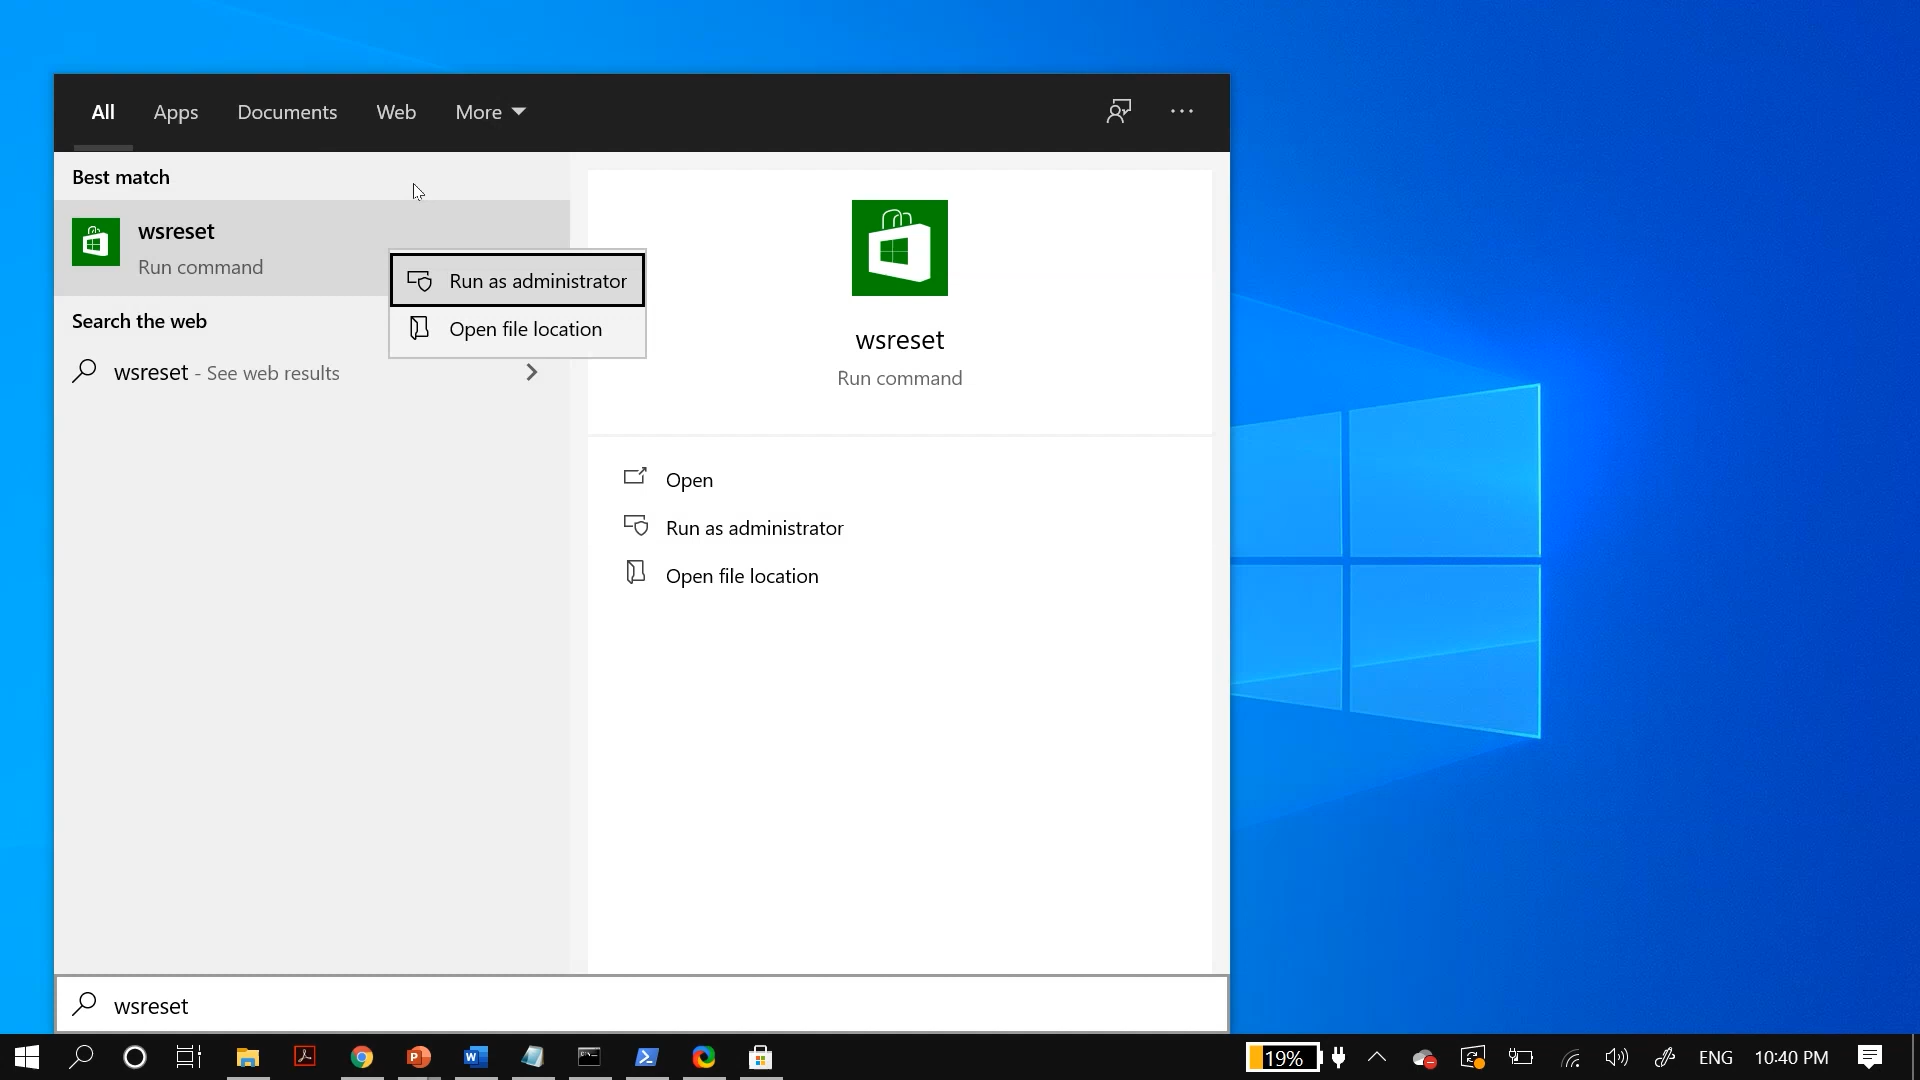 All Apps Documents Web More
Best match
wsreset
Run command
Run as administrator
Open file location
Search the web
wsreset - See web results
wsreset
Run command
Open
Run as administrator
Open file location
wsreset
19% ENG 10:40 PM